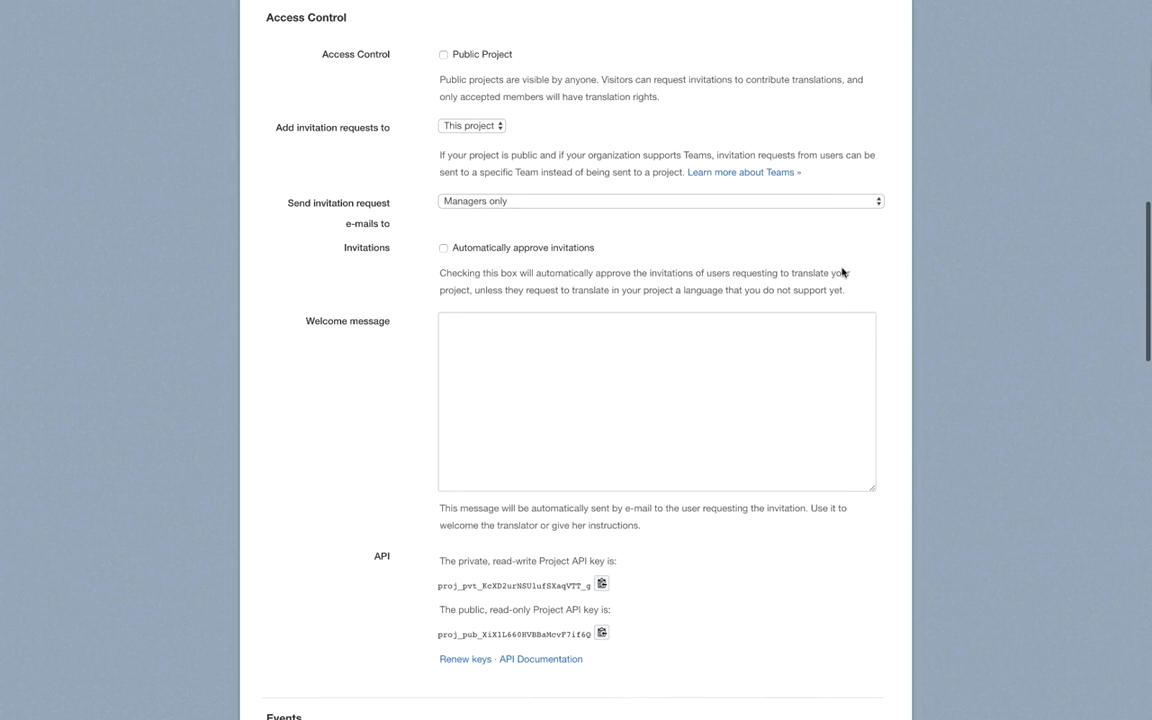 Access Control
Access Control
Public Project
Public projects are visible by anyone. Visitors can request invitations to contribute translations, and
only accepted members will have translation rights.
Add invitation requests to
This project
If your project is public and if your organization supports Teams, invitation requests from users can be
sent to a specific Team instead of being sent to a project. Learn more about Teams »
Send invitation request
e-mails to
Managers only
Invitations
Automatically approve invitations
Checking this box will automatically approve the invitations of users requesting to translate your
project, unless they request to translate in your project a language that you do not support yet.
Welcome message
This message will be automatically sent by e-mail to the user requesting the invitation. Use it to
welcome the translator or give her instructions.
API
The private, read-write Project API key is:
proj_pvt_KcXD2urNSUlufSXaqVTT_g
The public, read-only Project API key is:
proj_pub_XiX1L660HVBBaMcvF7if6Q
Renew keys · API Documentation
Events